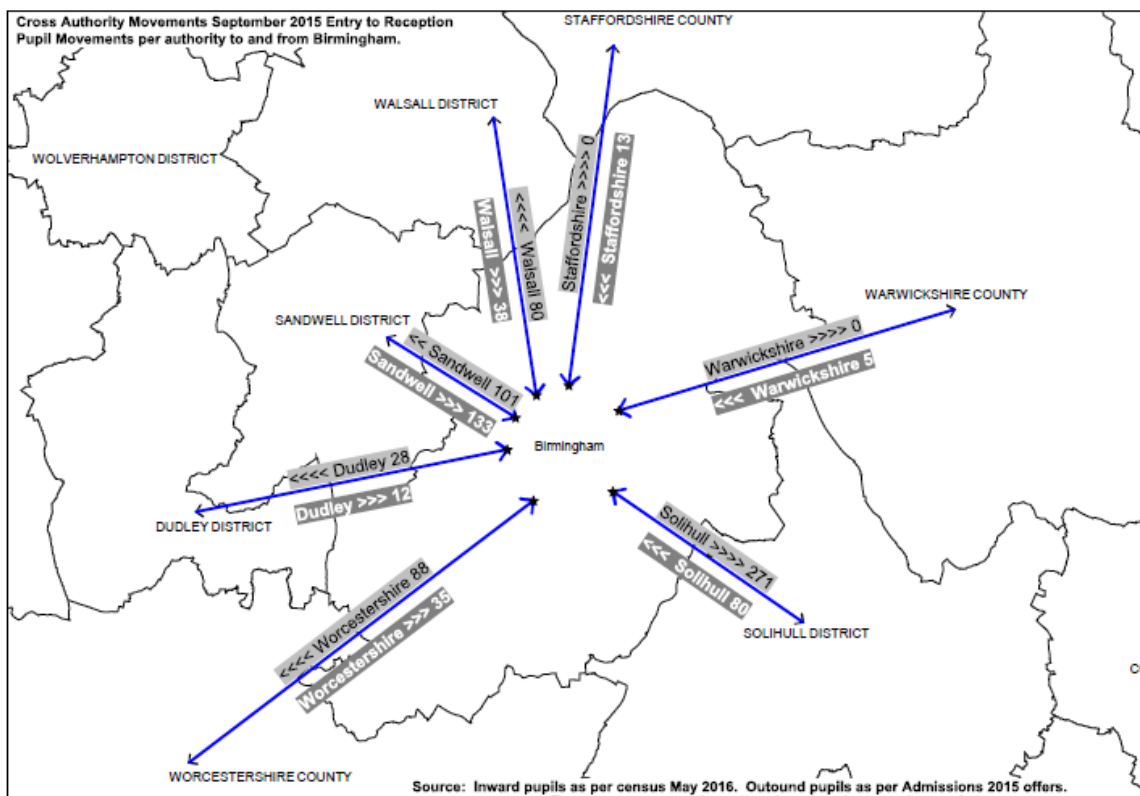 Cross Authority Movements September 2015 Entry to Reception
Pupil Movements per authority to and from Birmingham.
STAFFORDSHIRE COUNTY
WALSALL DISTRICT
WOLVERHAMPTON DISTRICT
Staffordshire >>>> 0
<<< Staffordshire 13
<<<< Walsall 80
Walsall >>> 38
WARWICKSHIRE COUNTY
SANDWELL DISTRICT
<< Sandwell 101
Sandwell >>> 133
Warwickshire >>>> 0
<<< Warwickshire 5
Birmingham
<<<< Dudley 28
Dudley >>> 12
DUDLEY DISTRICT
Solihull >>>> 271
<<< Solihull 80
SOLIHULL DISTRICT
<<<< Worcestershire 88
Worcestershire >>> 35
WORCESTERSHIRE COUNTY
Source: Inward pupils as per census May 2016. Outound pupils as per Admissions 2015 offers.